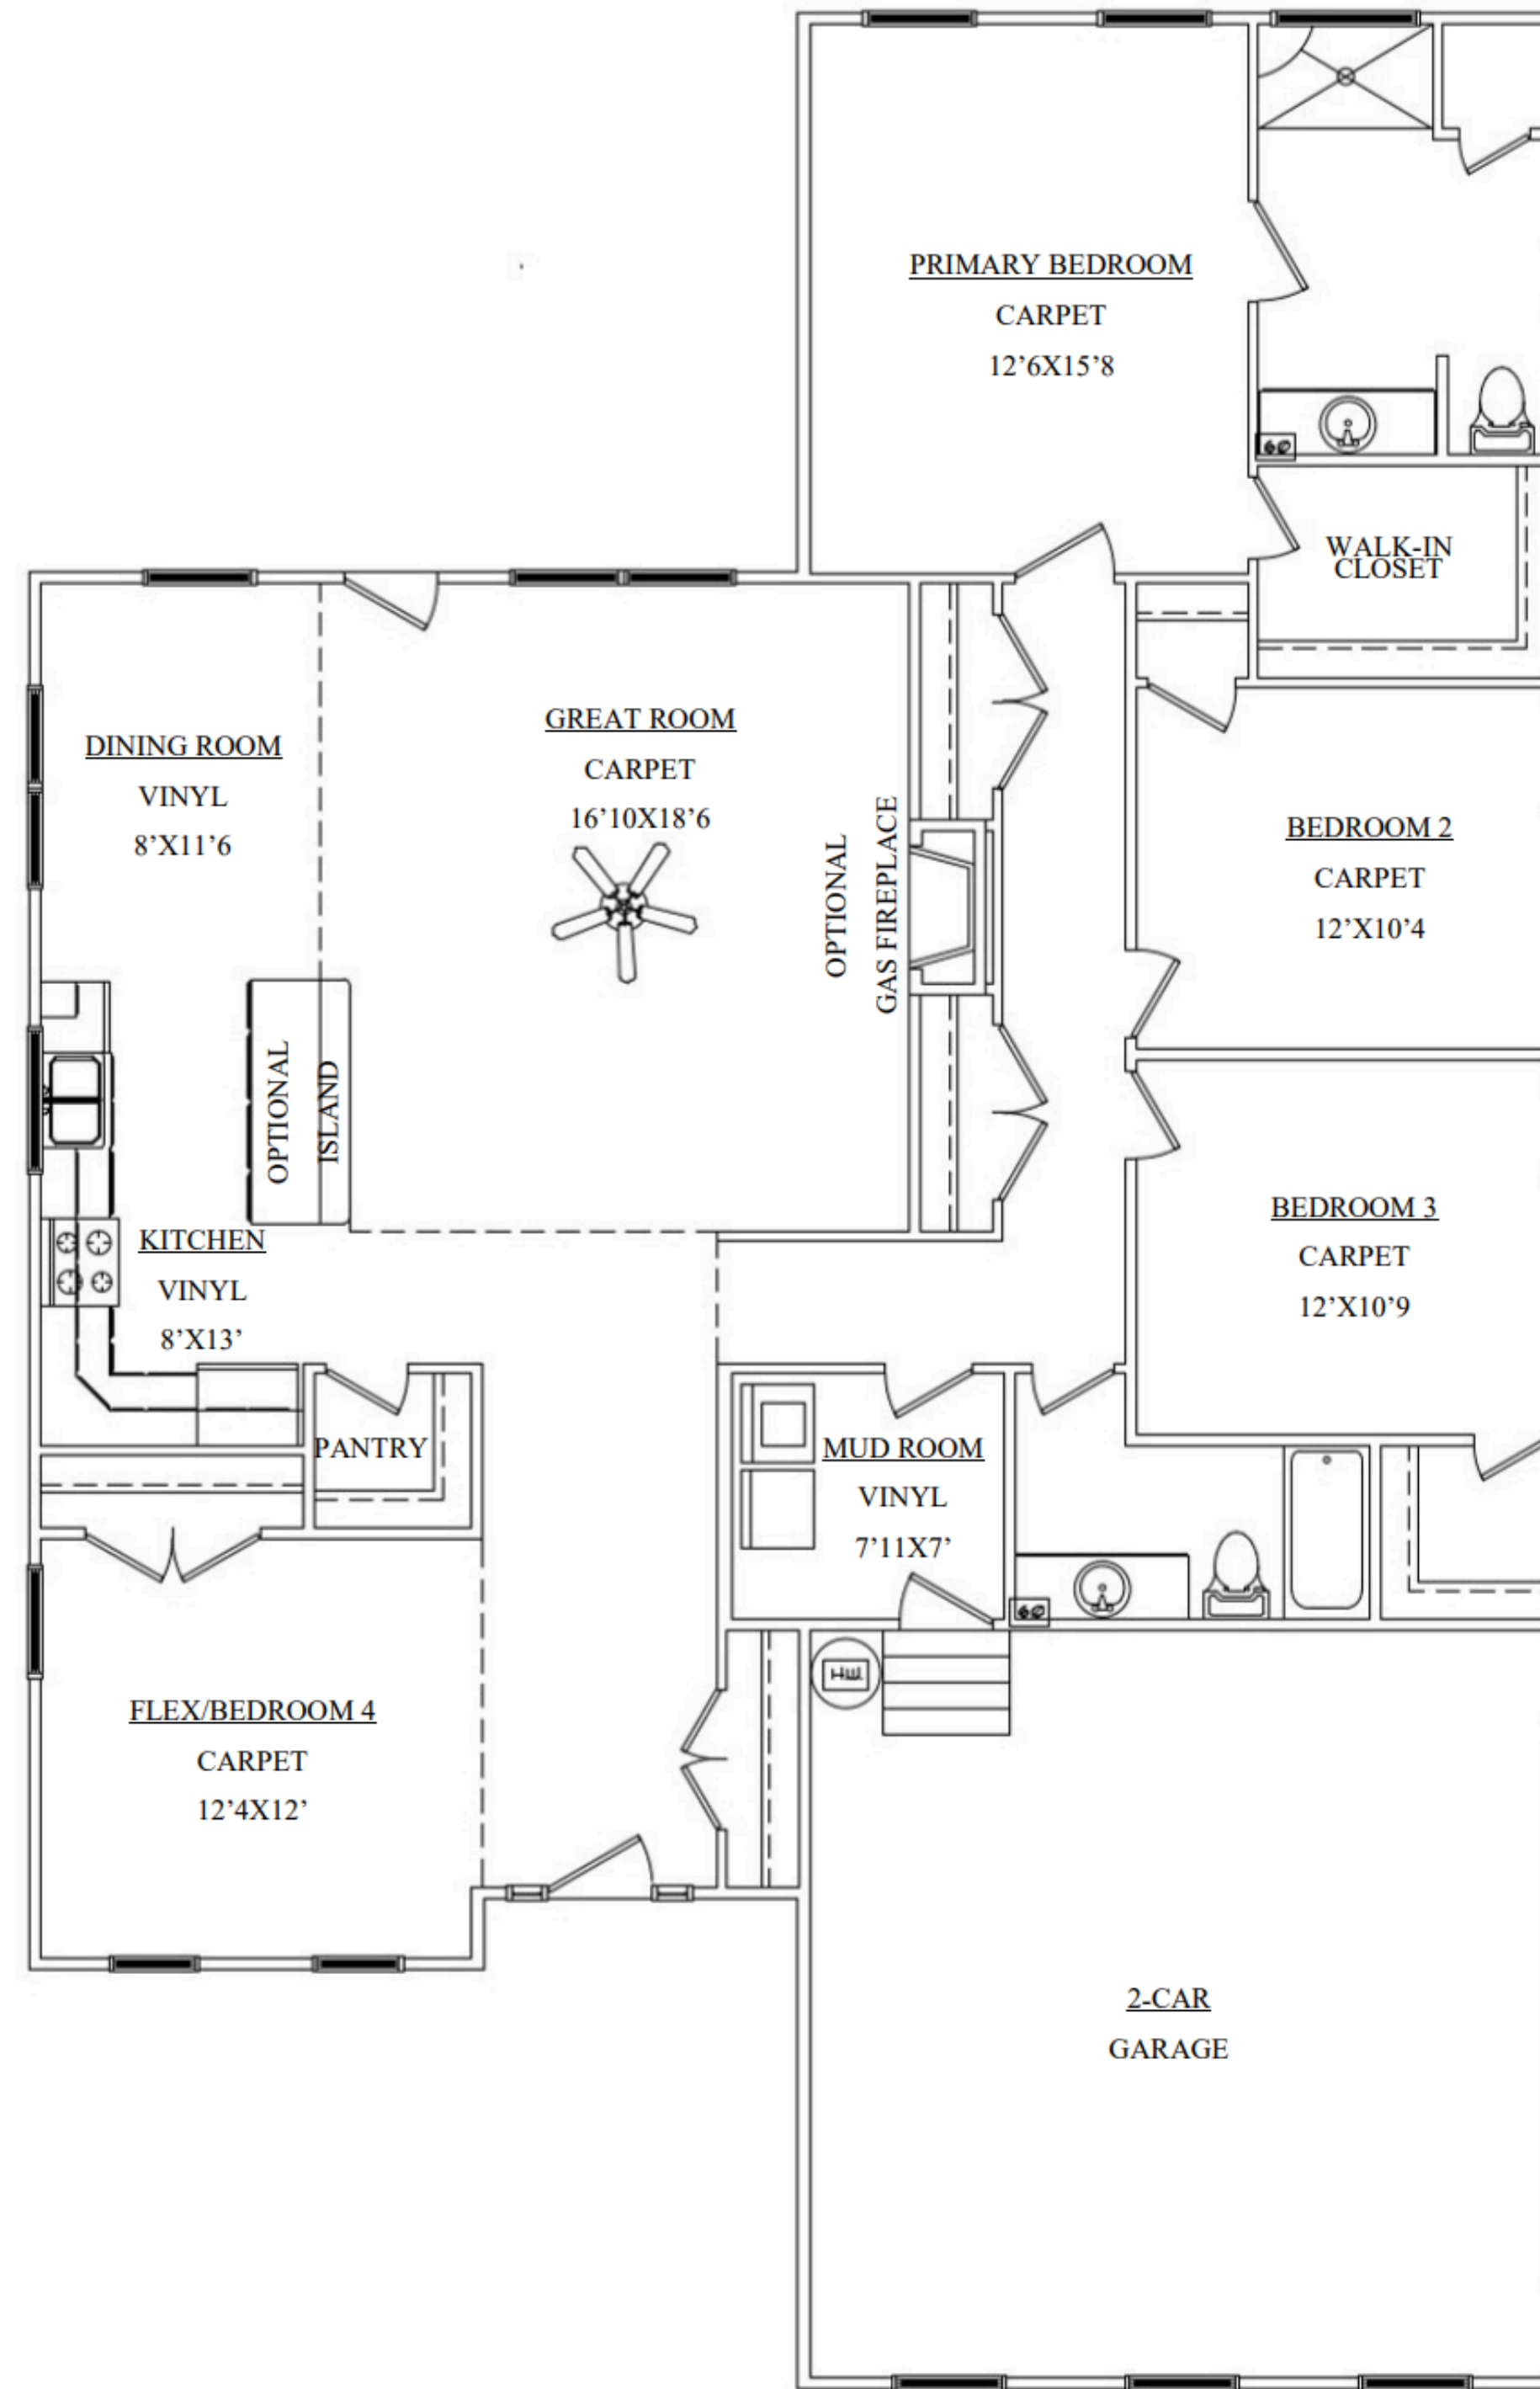 PRIMARY BEDROOM
CARPET
12’6X15’8
WALK-IN
CLOSET
DINING ROOM
VINYL
8’X11’6
GREAT ROOM
CARPET
16’10X18’6
OPTIONAL
GAS FIREPLACE
BEDROOM 2
CARPET
12’X10’4
OPTIONAL
ISLAND
KITCHEN
VINYL
8’X13’
BEDROOM 3
CARPET
12’X10’9
PANTRY
MUD ROOM
VINYL
7’11X7’
H.W.
FLEX/BEDROOM 4
CARPET
12’4X12’
2-CAR
GARAGE